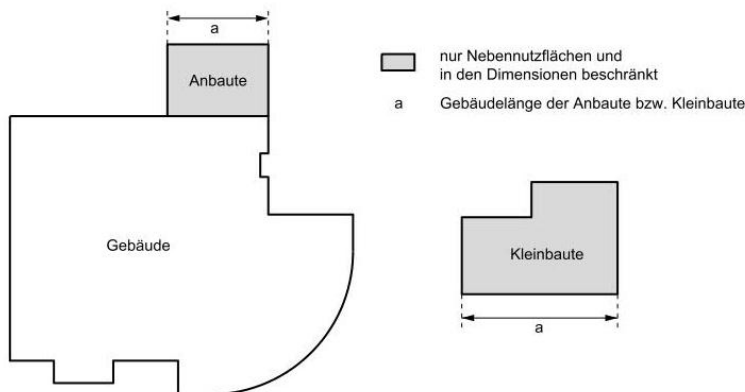 a
Anbaute
nur Nebennutzflächen und
in den Dimensionen beschränkt
a Gebäudelänge der Anbaute bzw. Kleinbaute
Gebäude
Kleinbaute
a